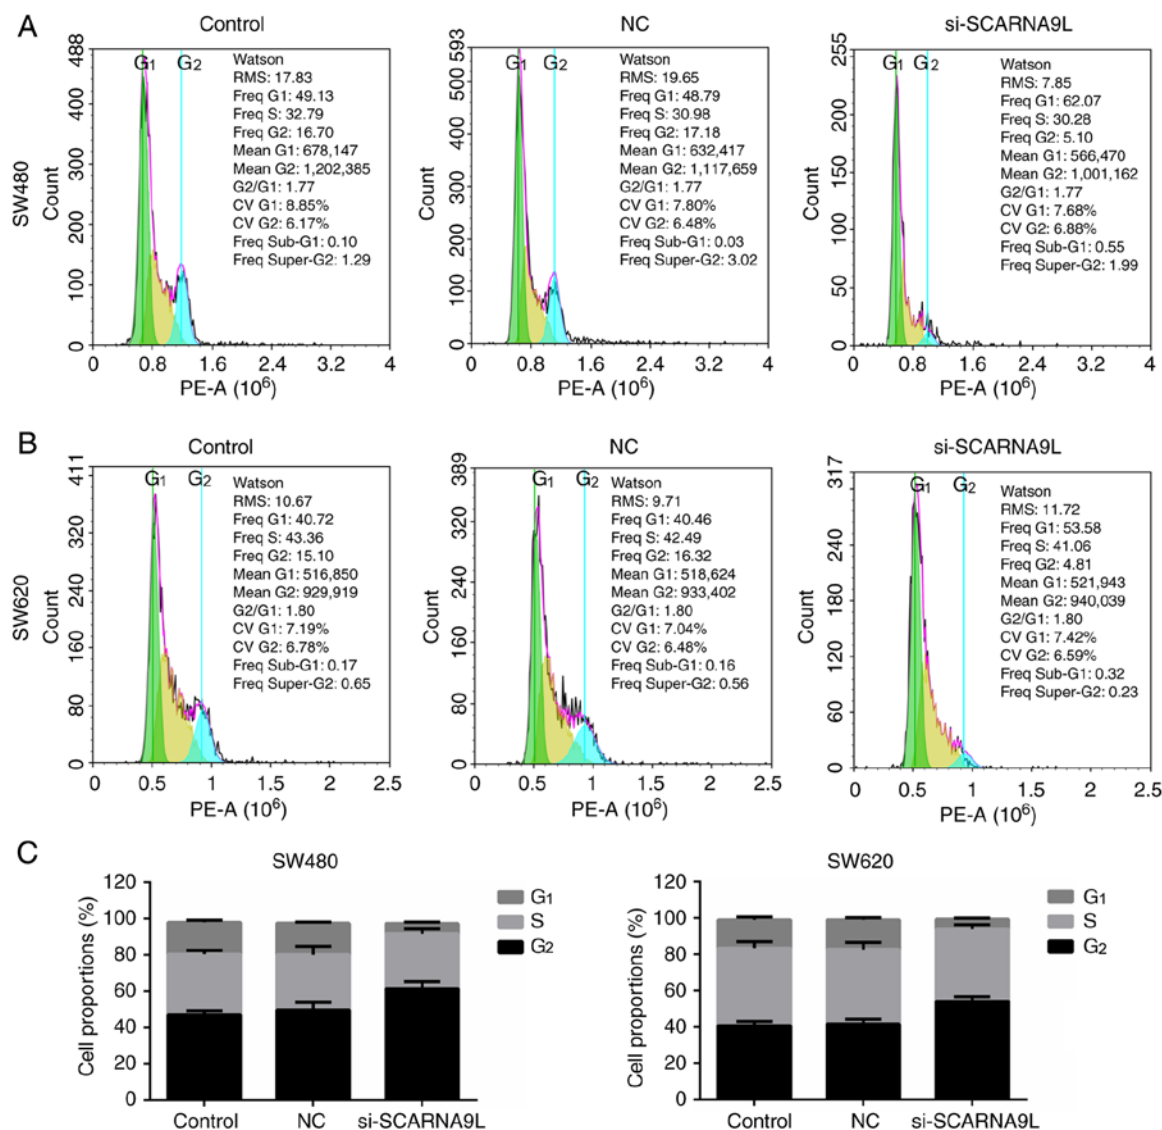 A
Control
NC
si-SCARNA9L
SW480
Count
488
400
300
200
100
0
G1 G2
Watson
RMS: 17.83
Freq G1: 49.13
Freq S: 32.79
Freq G2: 16.70
Mean G1: 678,147
Mean G2: 1,202,385
G2/G1: 1.77
CV G1: 8.85%
CV G2: 6.17%
Freq Sub-G1: 0.10
Freq Super-G2: 1.29
0 0.8 1.6 2.4 3.2 4
PE-A (10⁶)
Count
593
500
400
300
200
100
0
G1 G2
Watson
RMS: 19.65
Freq G1: 48.79
Freq S: 30.98
Freq G2: 17.18
Mean G1: 632,417
Mean G2: 1,117,659
G2/G1: 1.77
CV G1: 7.80%
CV G2: 6.48%
Freq Sub-G1: 0.03
Freq Super-G2: 3.02
0 0.8 1.6 2.4 3.2 4
PE-A (10⁶)
Count
255
200
150
100
50
0
G1 G2
Watson
RMS: 7.85
Freq G1: 62.07
Freq S: 30.28
Freq G2: 5.10
Mean G1: 566,470
Mean G2: 1,001,162
G2/G1: 1.77
CV G1: 7.68%
CV G2: 6.88%
Freq Sub-G1: 0.55
Freq Super-G2: 1.99
0 0.8 1.6 2.4 3.2 4
PE-A (10⁶)
B
Control
NC
si-SCARNA9L
SW620
Count
411
320
240
160
80
0
G1 G2
Watson
RMS: 10.67
Freq G1: 40.72
Freq S: 43.36
Freq G2: 15.10
Mean G1: 516,850
Mean G2: 929,919
G2/G1: 1.80
CV G1: 7.19%
CV G2: 6.78%
Freq Sub-G1: 0.17
Freq Super-G2: 0.65
0 0.5 1 1.5 2 2.5
PE-A (10⁶)
Count
389
320
240
160
80
0
G1 G2
Watson
RMS: 9.71
Freq G1: 40.46
Freq S: 42.49
Freq G2: 16.32
Mean G1: 518,624
Mean G2: 933,402
G2/G1: 1.80
CV G1: 7.04%
CV G2: 6.48%
Freq Sub-G1: 0.16
Freq Super-G2: 0.56
0 0.5 1 1.5 2 2.5
PE-A (10⁶)
Count
317
240
180
120
60
0
G1 G2
Watson
RMS: 11.72
Freq G1: 53.58
Freq S: 41.06
Freq G2: 4.81
Mean G1: 521,943
Mean G2: 940,039
G2/G1: 1.80
CV G1: 7.42%
CV G2: 6.59%
Freq Sub-G1: 0.32
Freq Super-G2: 0.23
0 0.5 1 1.5 2 2.5
PE-A (10⁶)
C
SW480
Cell proportions (%)
120
100
80
60
40
20
0
Control NC si-SCARNA9L
G1
S
G2
SW620
Cell proportions (%)
120
100
80
60
40
20
0
Control NC si-SCARNA9L
G1
S
G2